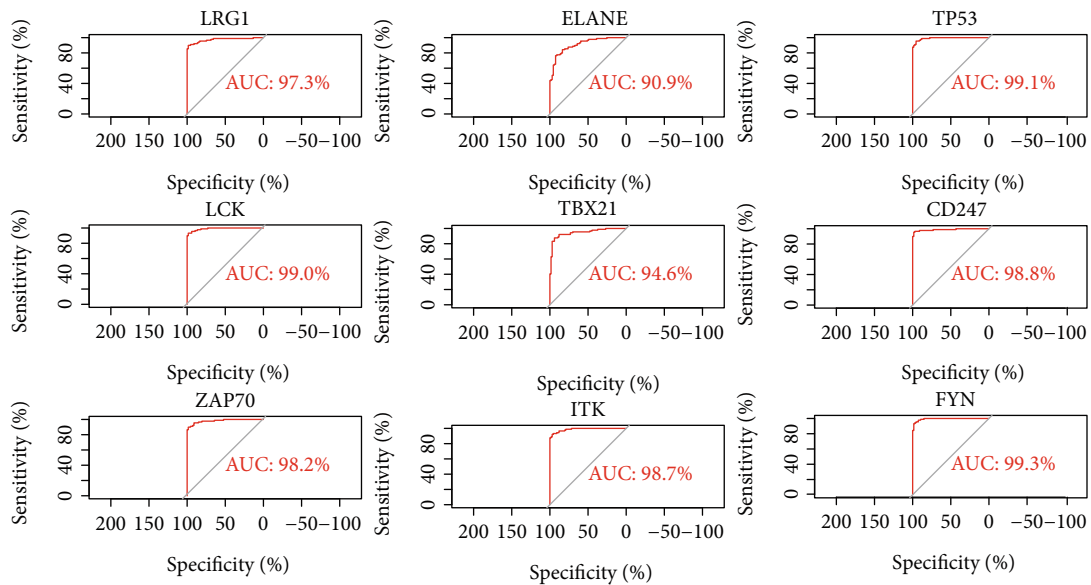 LRG1
Sensitivity (%)
0 40 80
AUC: 97.3%
200 150 100 50 0 −50−100
Specificity (%)
ELANE
Sensitivity (%)
0 40 80
AUC: 90.9%
200 150 100 50 0 −50−100
Specificity (%)
TP53
Sensitivity (%)
0 40 80
AUC: 99.1%
200 150 100 50 0 −50−100
Specificity (%)
LCK
Sensitivity (%)
0 40 80
AUC: 99.0%
200 150 100 50 0 −50−100
Specificity (%)
TBX21
Sensitivity (%)
0 40 80
AUC: 94.6%
200 150 100 50 0 −50−100
Specificity (%)
CD247
Sensitivity (%)
0 40 80
AUC: 98.8%
200 150 100 50 0 −50−100
Specificity (%)
ZAP70
Sensitivity (%)
0 40 80
AUC: 98.2%
200 150 100 50 0 −50−100
Specificity (%)
ITK
Sensitivity (%)
0 40 80
AUC: 98.7%
200 150 100 50 0 −50−100
Specificity (%)
FYN
Sensitivity (%)
0 40 80
AUC: 99.3%
200 150 100 50 0 −50−100
Specificity (%)